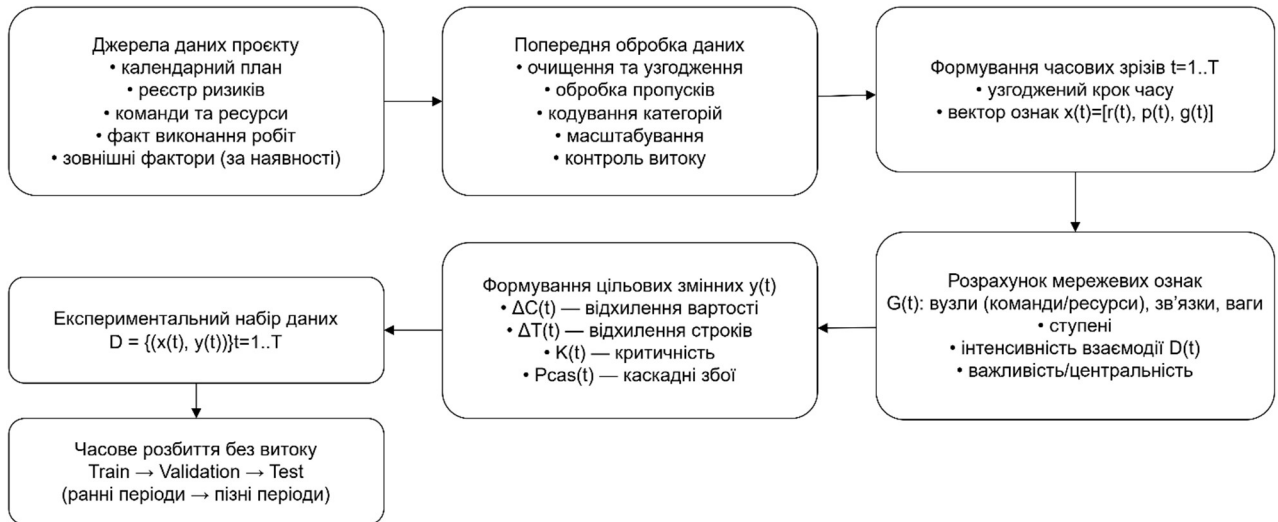 Джерела даних проєкту
• календарний план
• реєстр ризиків
• команди та ресурси
• факт виконання робіт
• зовнішні фактори (за наявності)
Попередня обробка даних
• очищення та узгодження
• обробка пропусків
• кодування категорій
• масштабування
• контроль витоку
Формування часових зрізів t=1..T
• узгоджений крок часу
• вектор ознак x(t)=[r(t), p(t), g(t)]
Розрахунок мережевих ознак
G(t): вузли (команди/ресурси), зв’язки, ваги
• ступені
• інтенсивність взаємодії D(t)
• важливість/центральність
Формування цільових змінних y(t)
• ΔC(t) — відхилення вартості
• ΔT(t) — відхилення строків
• K(t) — критичність
• Pcas(t) — каскадні збої
Експериментальний набір даних
D = {(x(t), y(t))}t=1..T
Часове розбиття без витоку
Train → Validation → Test
(ранні періоди → пізні періоди)